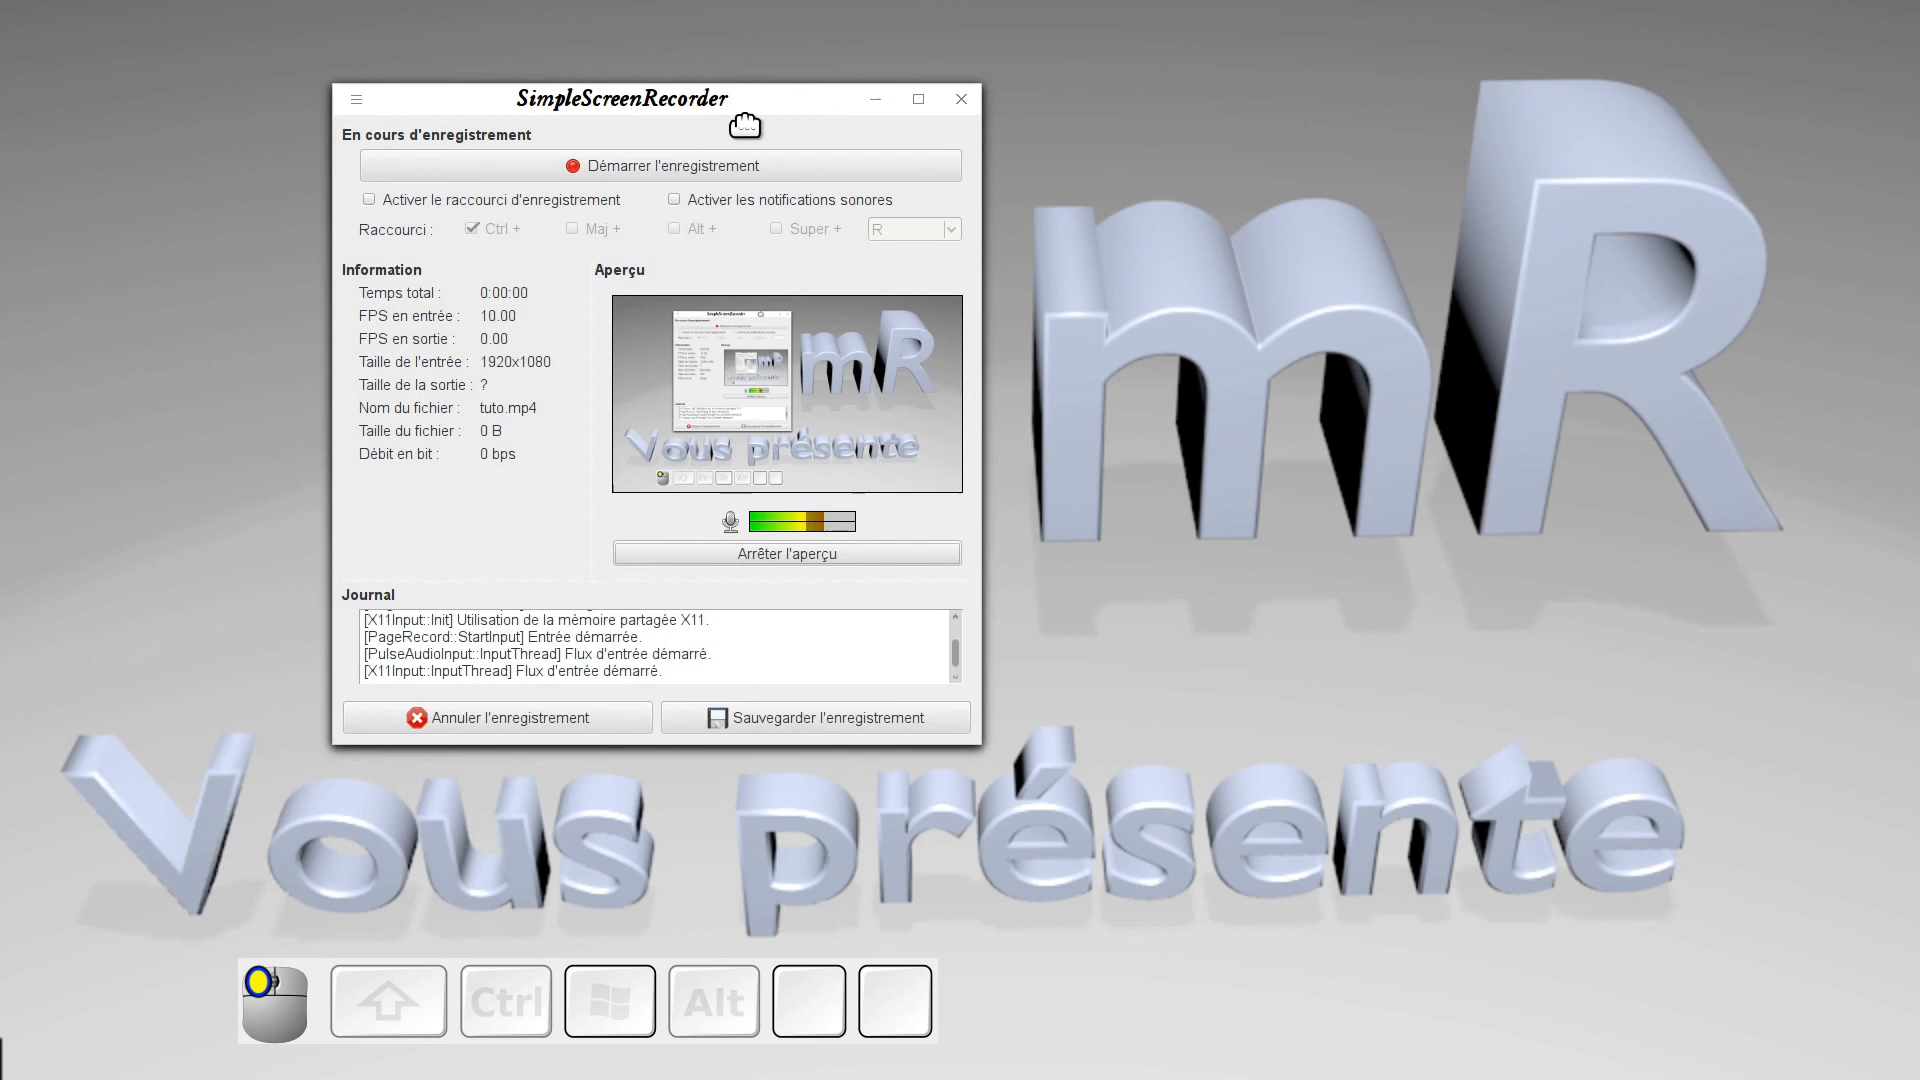 SimpleScreenRecorder
En cours d'enregistrement
Démarrer l'enregistrement
Activer le raccourci d'enregistrement
Activer les notifications sonores
Raccourci :
Ctrl +
Maj +
Alt +
Super +
R
Information
Temps total : 0:00:00
FPS en entrée : 10.00
FPS en sortie : 0.00
Taille de l'entrée : 1920x1080
Taille de la sortie : ?
Nom du fichier : tuto.mp4
Taille du fichier : 0 B
Débit en bit : 0 bps
Aperçu
mR
Vous présente
Arrêter l'aperçu
Journal
[X11Input::Init] Utilisation de la mémoire partagée X11.
[PageRecord::StartInput] Entrée démarrée.
[PulseAudioInput::InputThread] Flux d'entrée démarré.
[X11Input::InputThread] Flux d'entrée démarré.
Annuler l'enregistrement
Sauvegarder l'enregistrement
mR
Vous présente
Ctrl
Alt